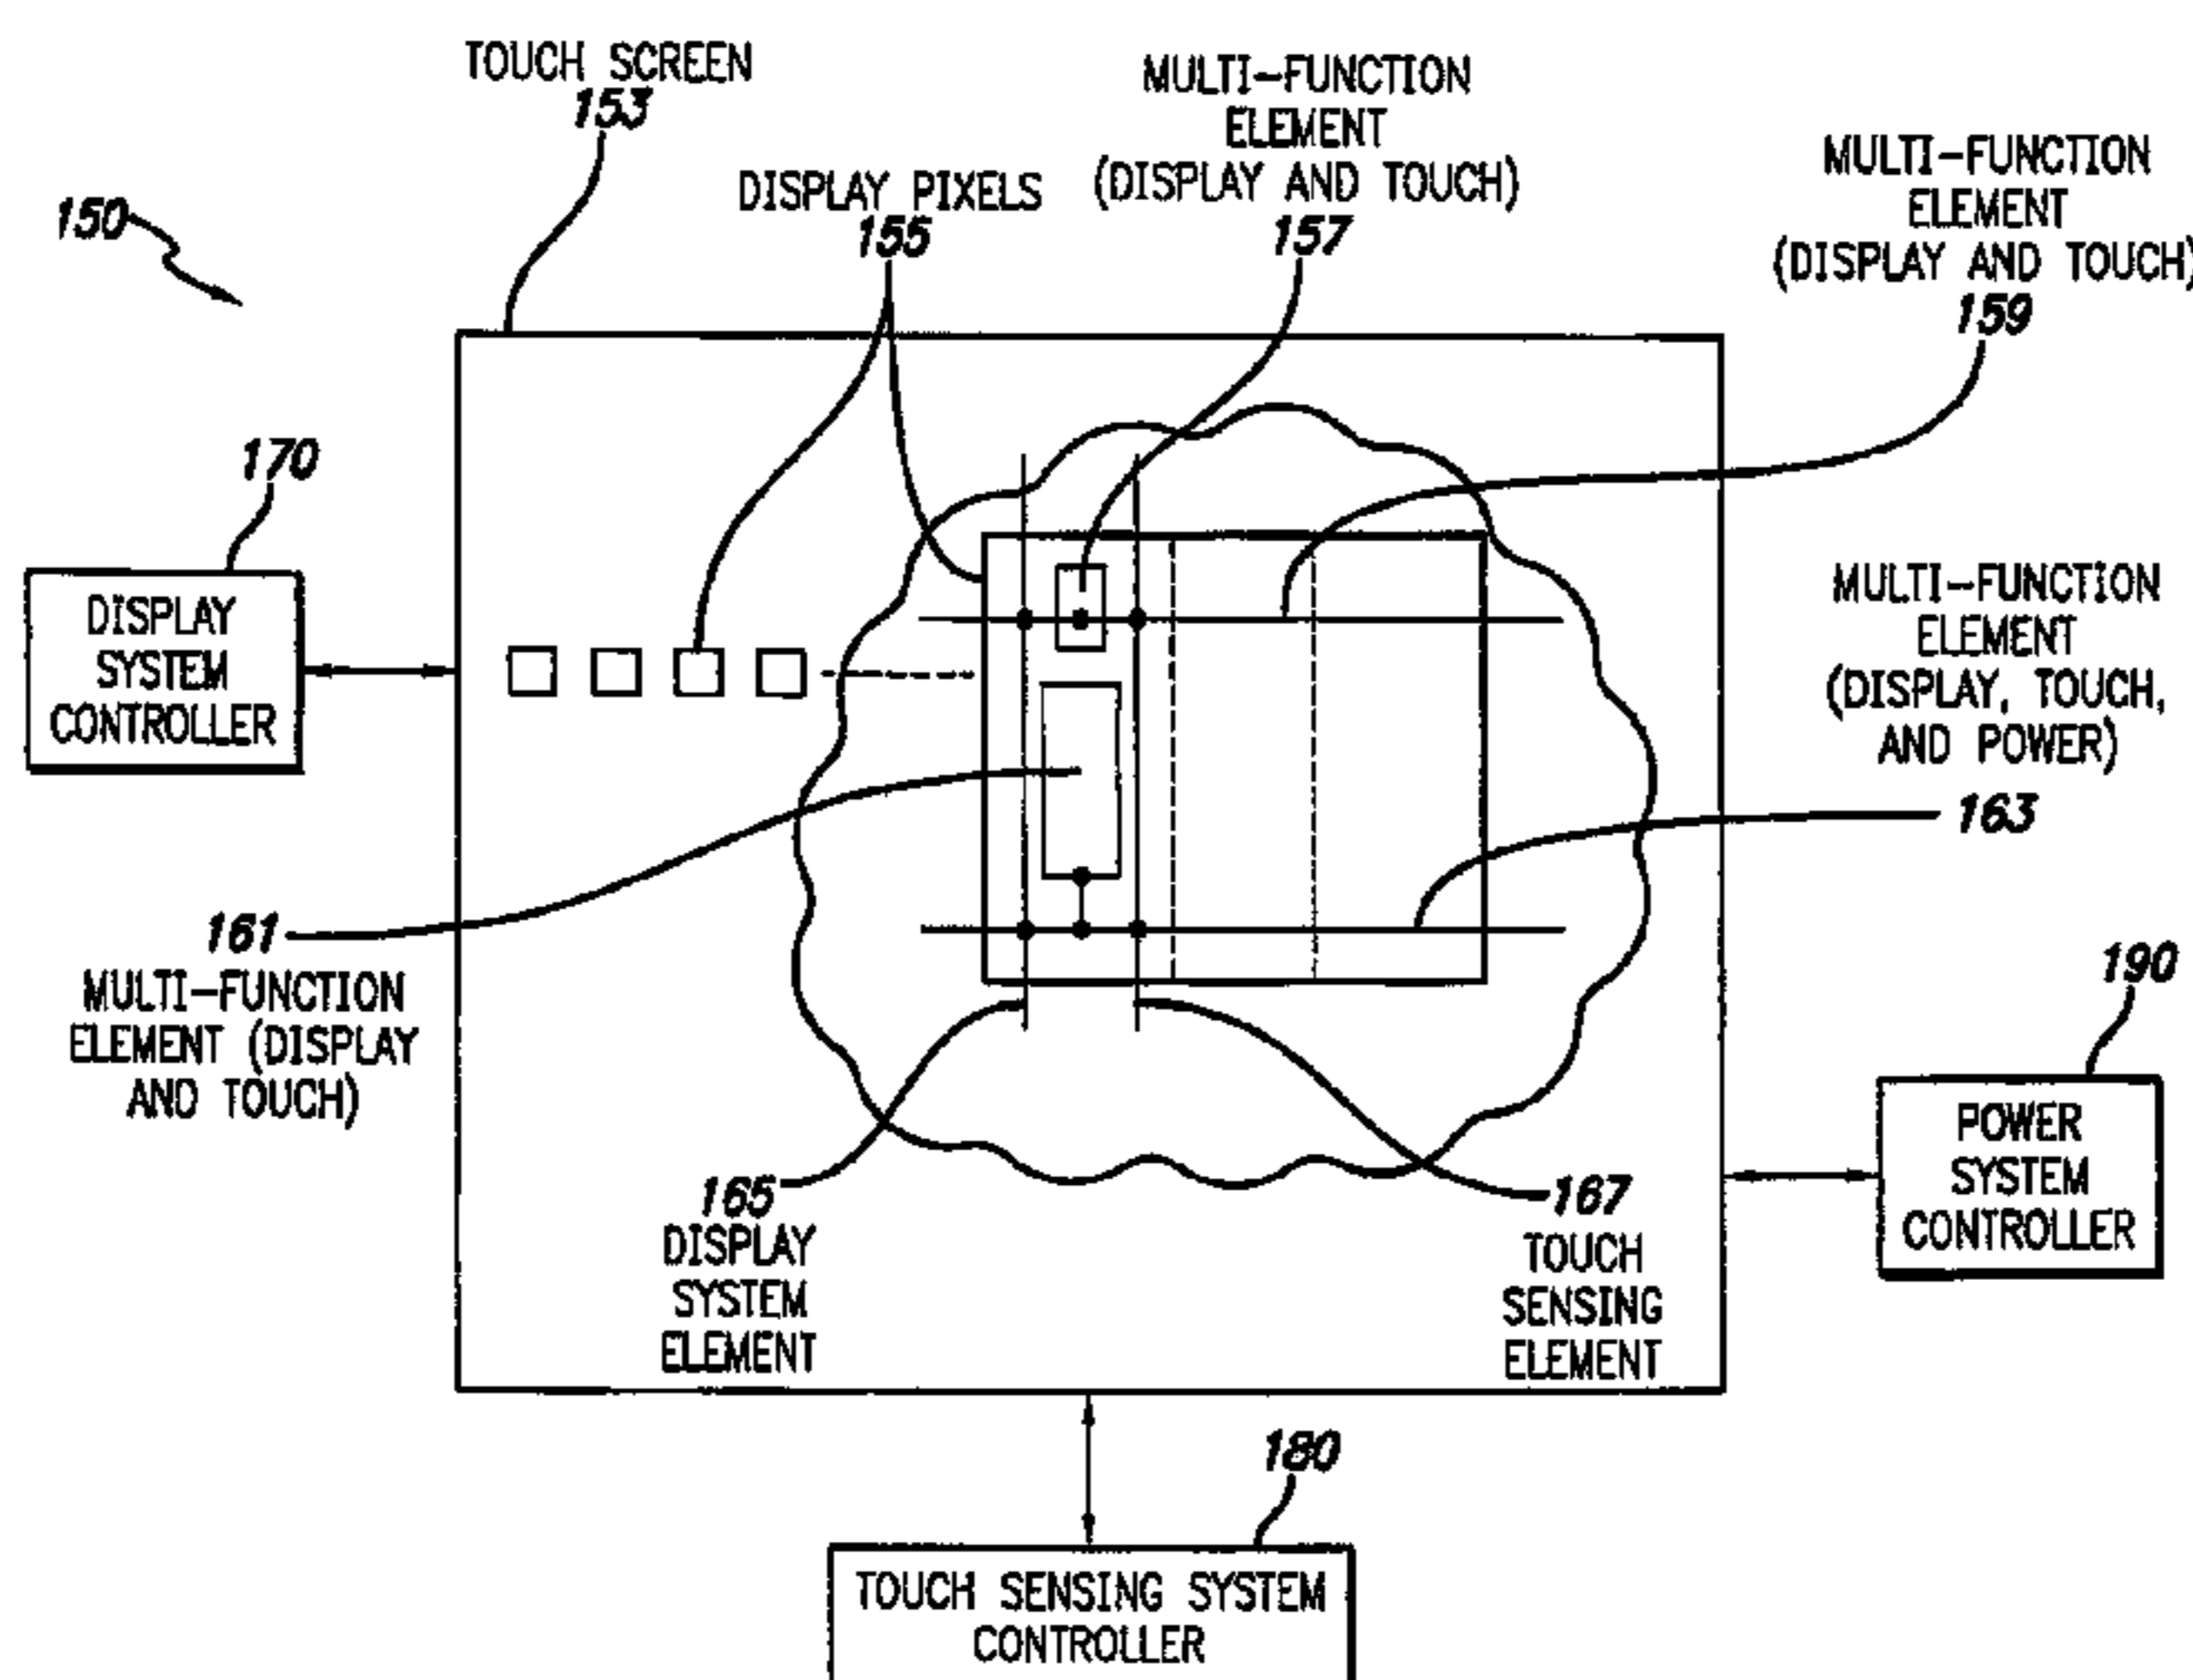 TOUCH SCREEN
153
MULTI-FUNCTION
ELEMENT
(DISPLAY AND TOUCH)
157
MULTI-FUNCTION
ELEMENT
(DISPLAY AND TOUCH)
159
DISPLAY PIXELS
155
150
170
DISPLAY
SYSTEM
CONTROLLER
MULTI-FUNCTION
ELEMENT
(DISPLAY, TOUCH,
AND POWER)
163
161
MULTI-FUNCTION
ELEMENT (DISPLAY
AND TOUCH)
190
POWER
SYSTEM
CONTROLLER
165
DISPLAY
SYSTEM
ELEMENT
167
TOUCH
SENSING
ELEMENT
180
TOUCH SENSING SYSTEM
CONTROLLER